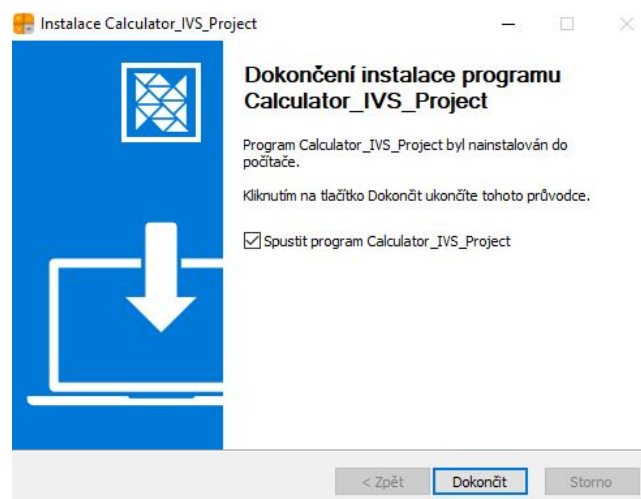 Instalace Calculator_IVS_Project
Dokončení instalace programu
Calculator_IVS_Project
Program Calculator_IVS_Project byl nainstalován do
počítače.
Kliknutím na tlačítko Dokončit ukončíte tohoto průvodce.
Spustit program Calculator_IVS_Project
< Zpět
Dokončit
Storno